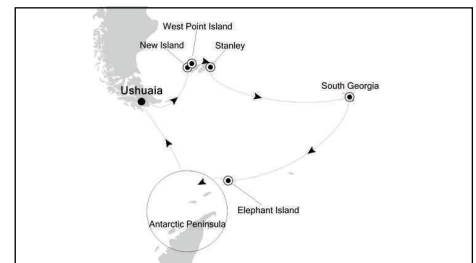 West Point Island
New Island
Stanley
Ushuaia
South Georgia
Elephant Island
Antarctic Peninsula